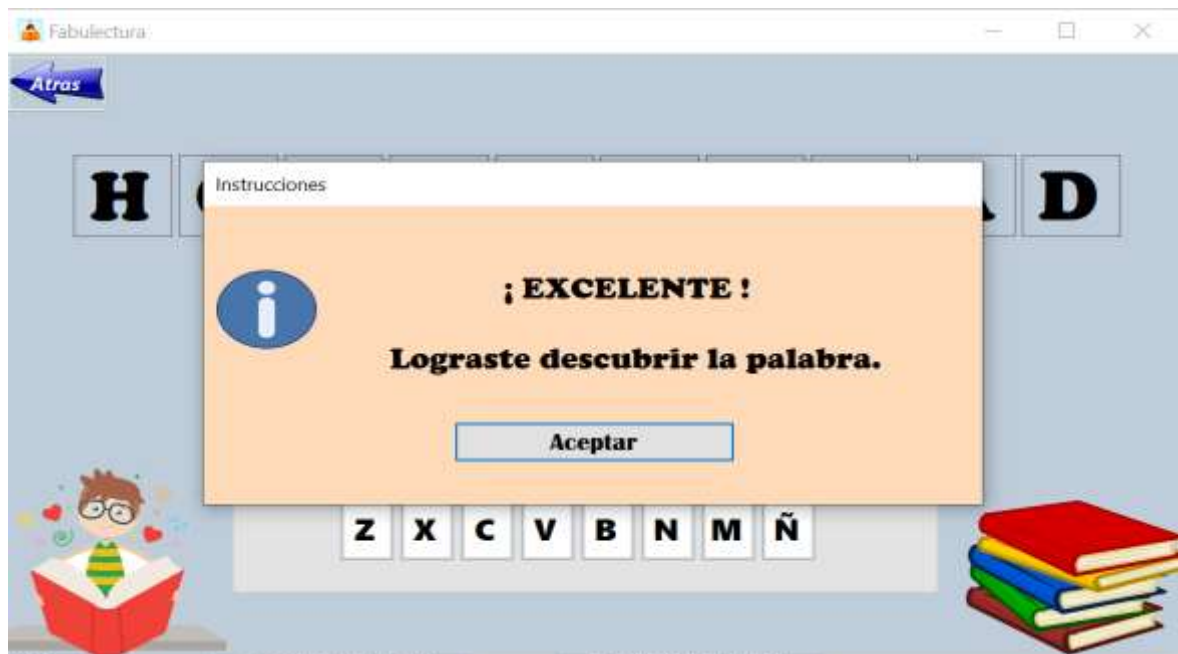 Fabulectura
Atras
H D
Instrucciones
¡ EXCELENTE !
Lograste descubrir la palabra.
Aceptar
Z X C V B N M Ñ